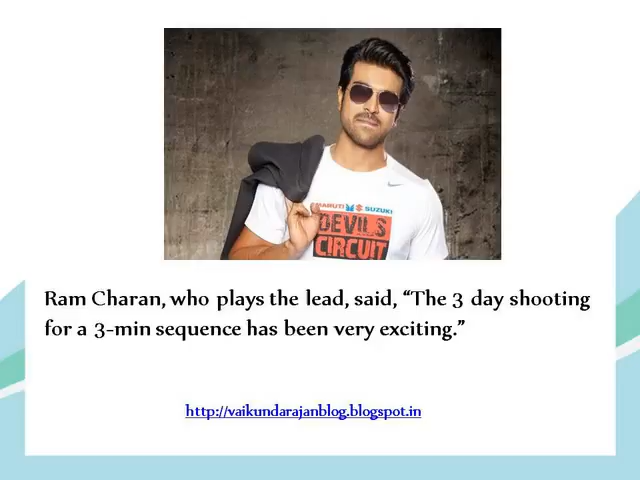 MARUTI SUZUKI
DEVILS
CIRCUIT
Ram Charan, who plays the lead, said, “The 3 day shooting
for a 3-min sequence has been very exciting.”
http://vaikundarajanblog.blogspot.in